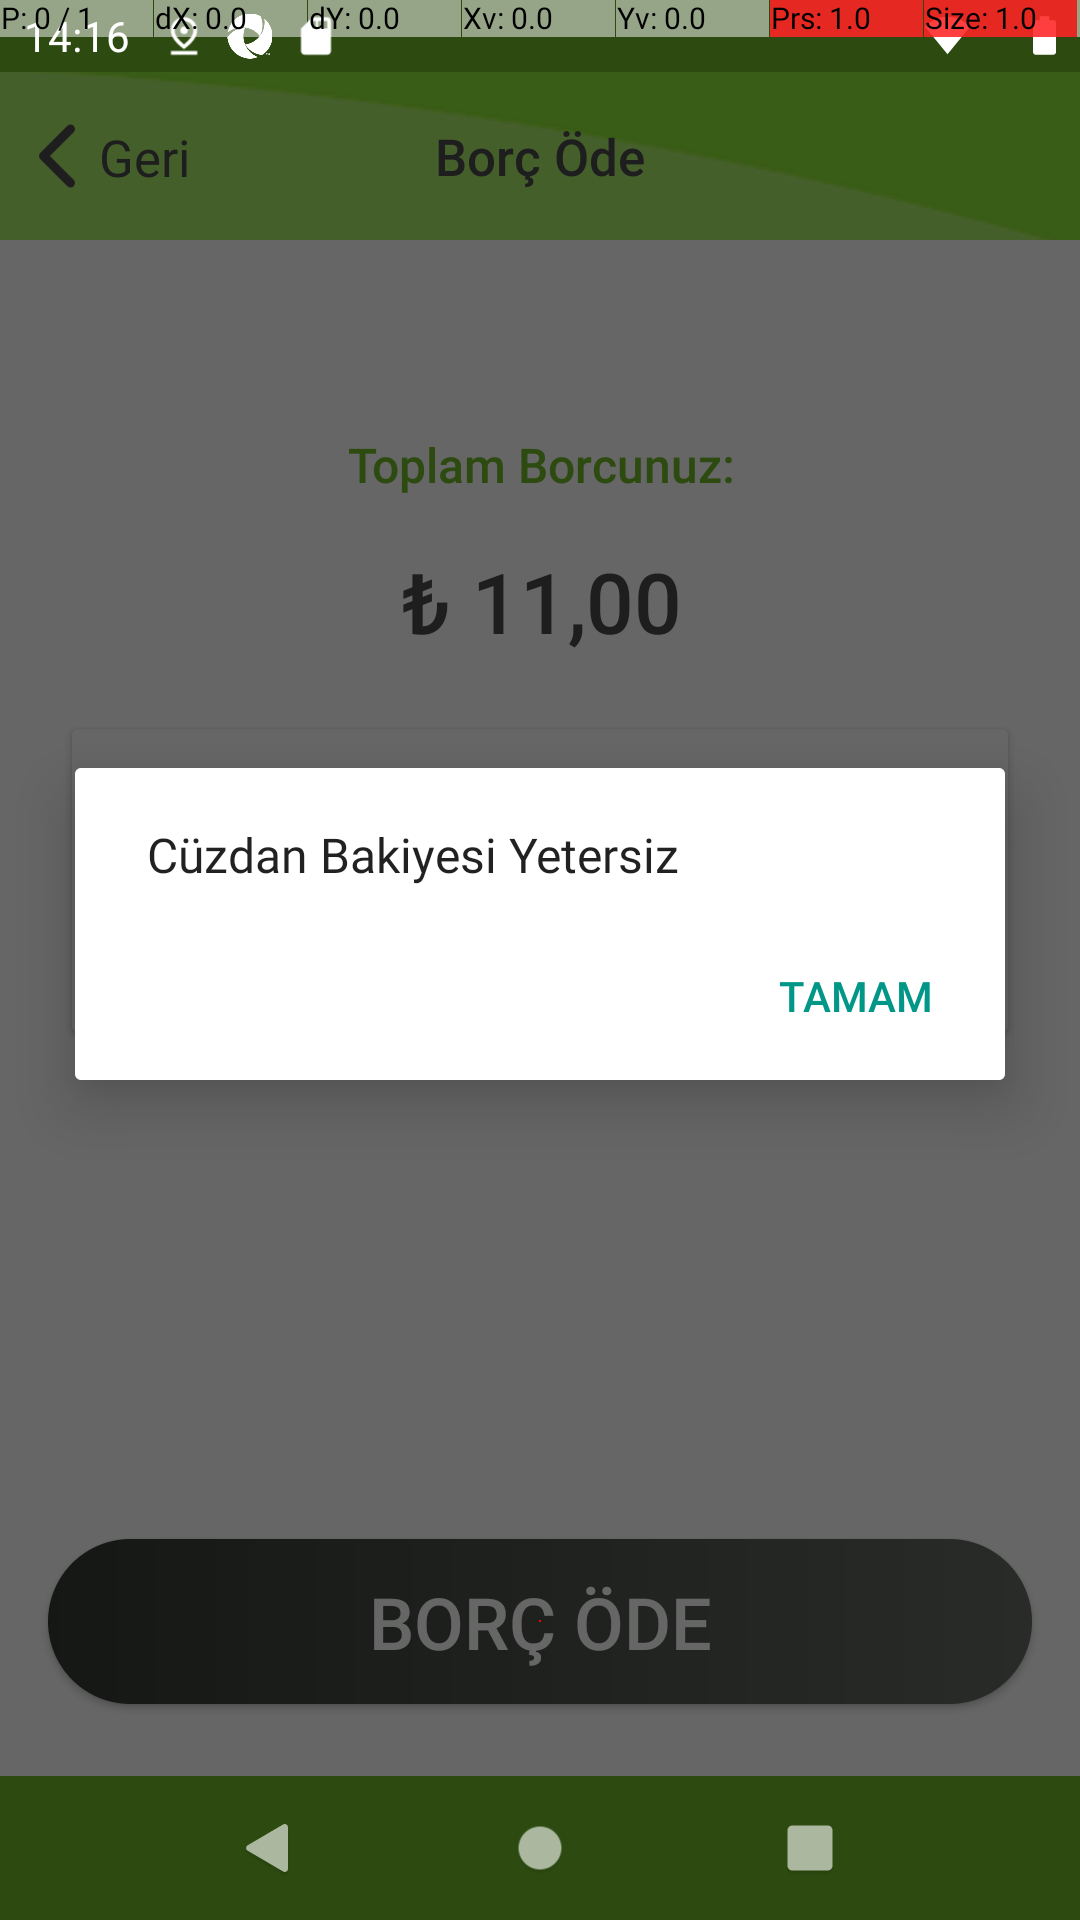 P: 0 / 1 dX: 0.0 dY: 0.0 Xv: 0.0 Yv: 0.0 Prs: 1.0 Size: 1.0
14:16
Geri Borç Öde
Toplam Borcunuz:
₺ 11,00
Cüzdan Bakiyesi Yetersiz
TAMAM
BORÇ ÖDE